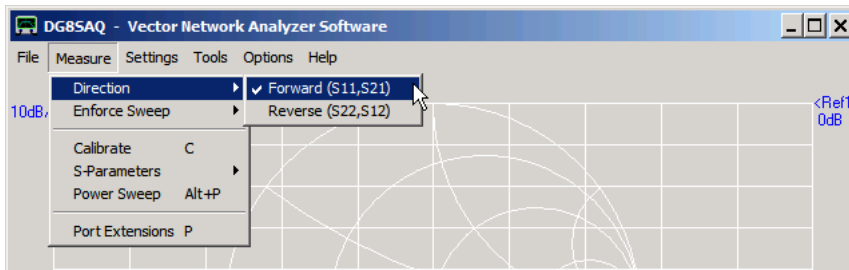 DG8SAQ - Vector Network Analyzer Software
File Measure Settings Tools Options Help
Direction
Forward (S11,S21)
Enforce Sweep
Reverse (S22,S12)
10dB/
<Ref1
0dB
Calibrate C
S-Parameters
Power Sweep Alt+P
Port Extensions P